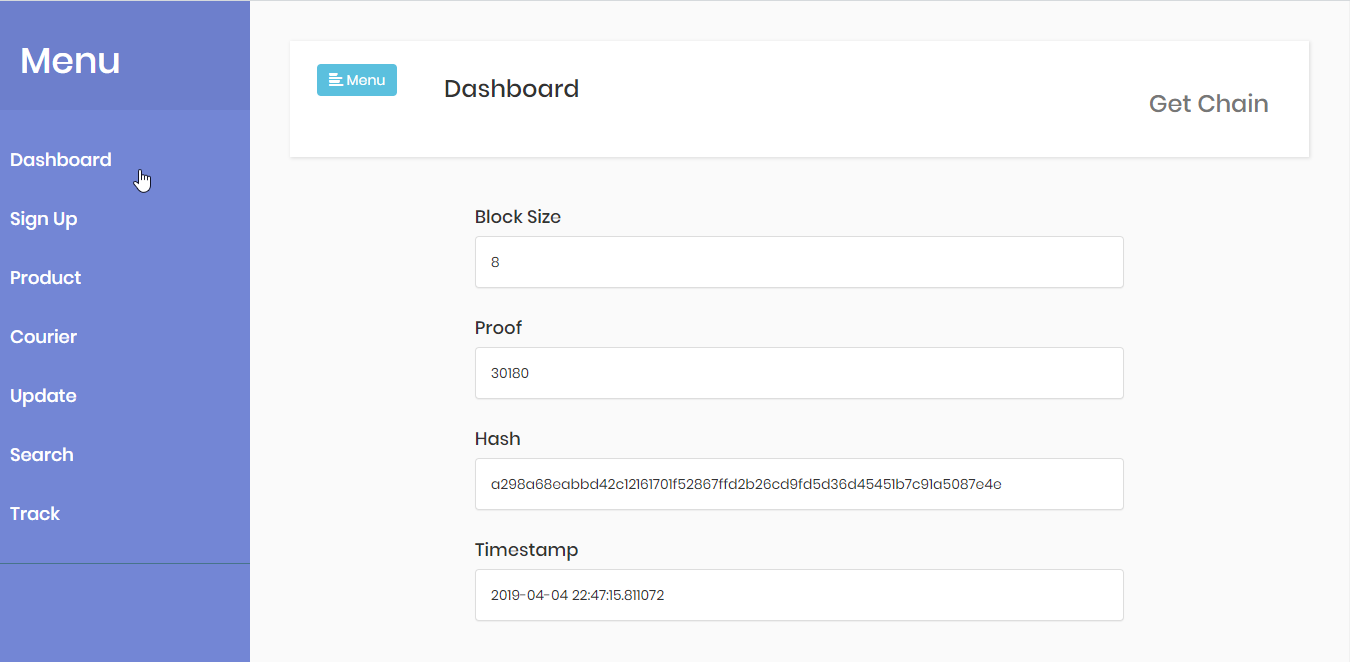 Menu
Dashboard
Sign Up
Product
Courier
Update
Search
Track
Menu
Dashboard
Get Chain
Block Size
8
Proof
30180
Hash
a298a68eabbd42c12161701f52867ffd2b26cd9fd5d36d45451b7c91a5087e4e
Timestamp
2019-04-04 22:47:15.811072